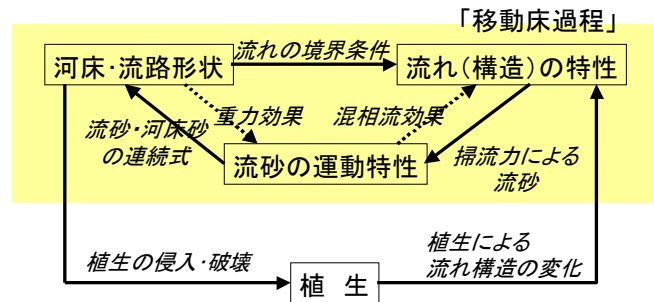 「移動床過程」
河床・流路形状
流れの境界条件
流れ(構造)の特性
重力効果
混相流効果
流砂・河床砂
の連続式
流砂の運動特性
掃流力による
流砂
植生の侵入・破壊
植　生
植生による
流れ構造の変化